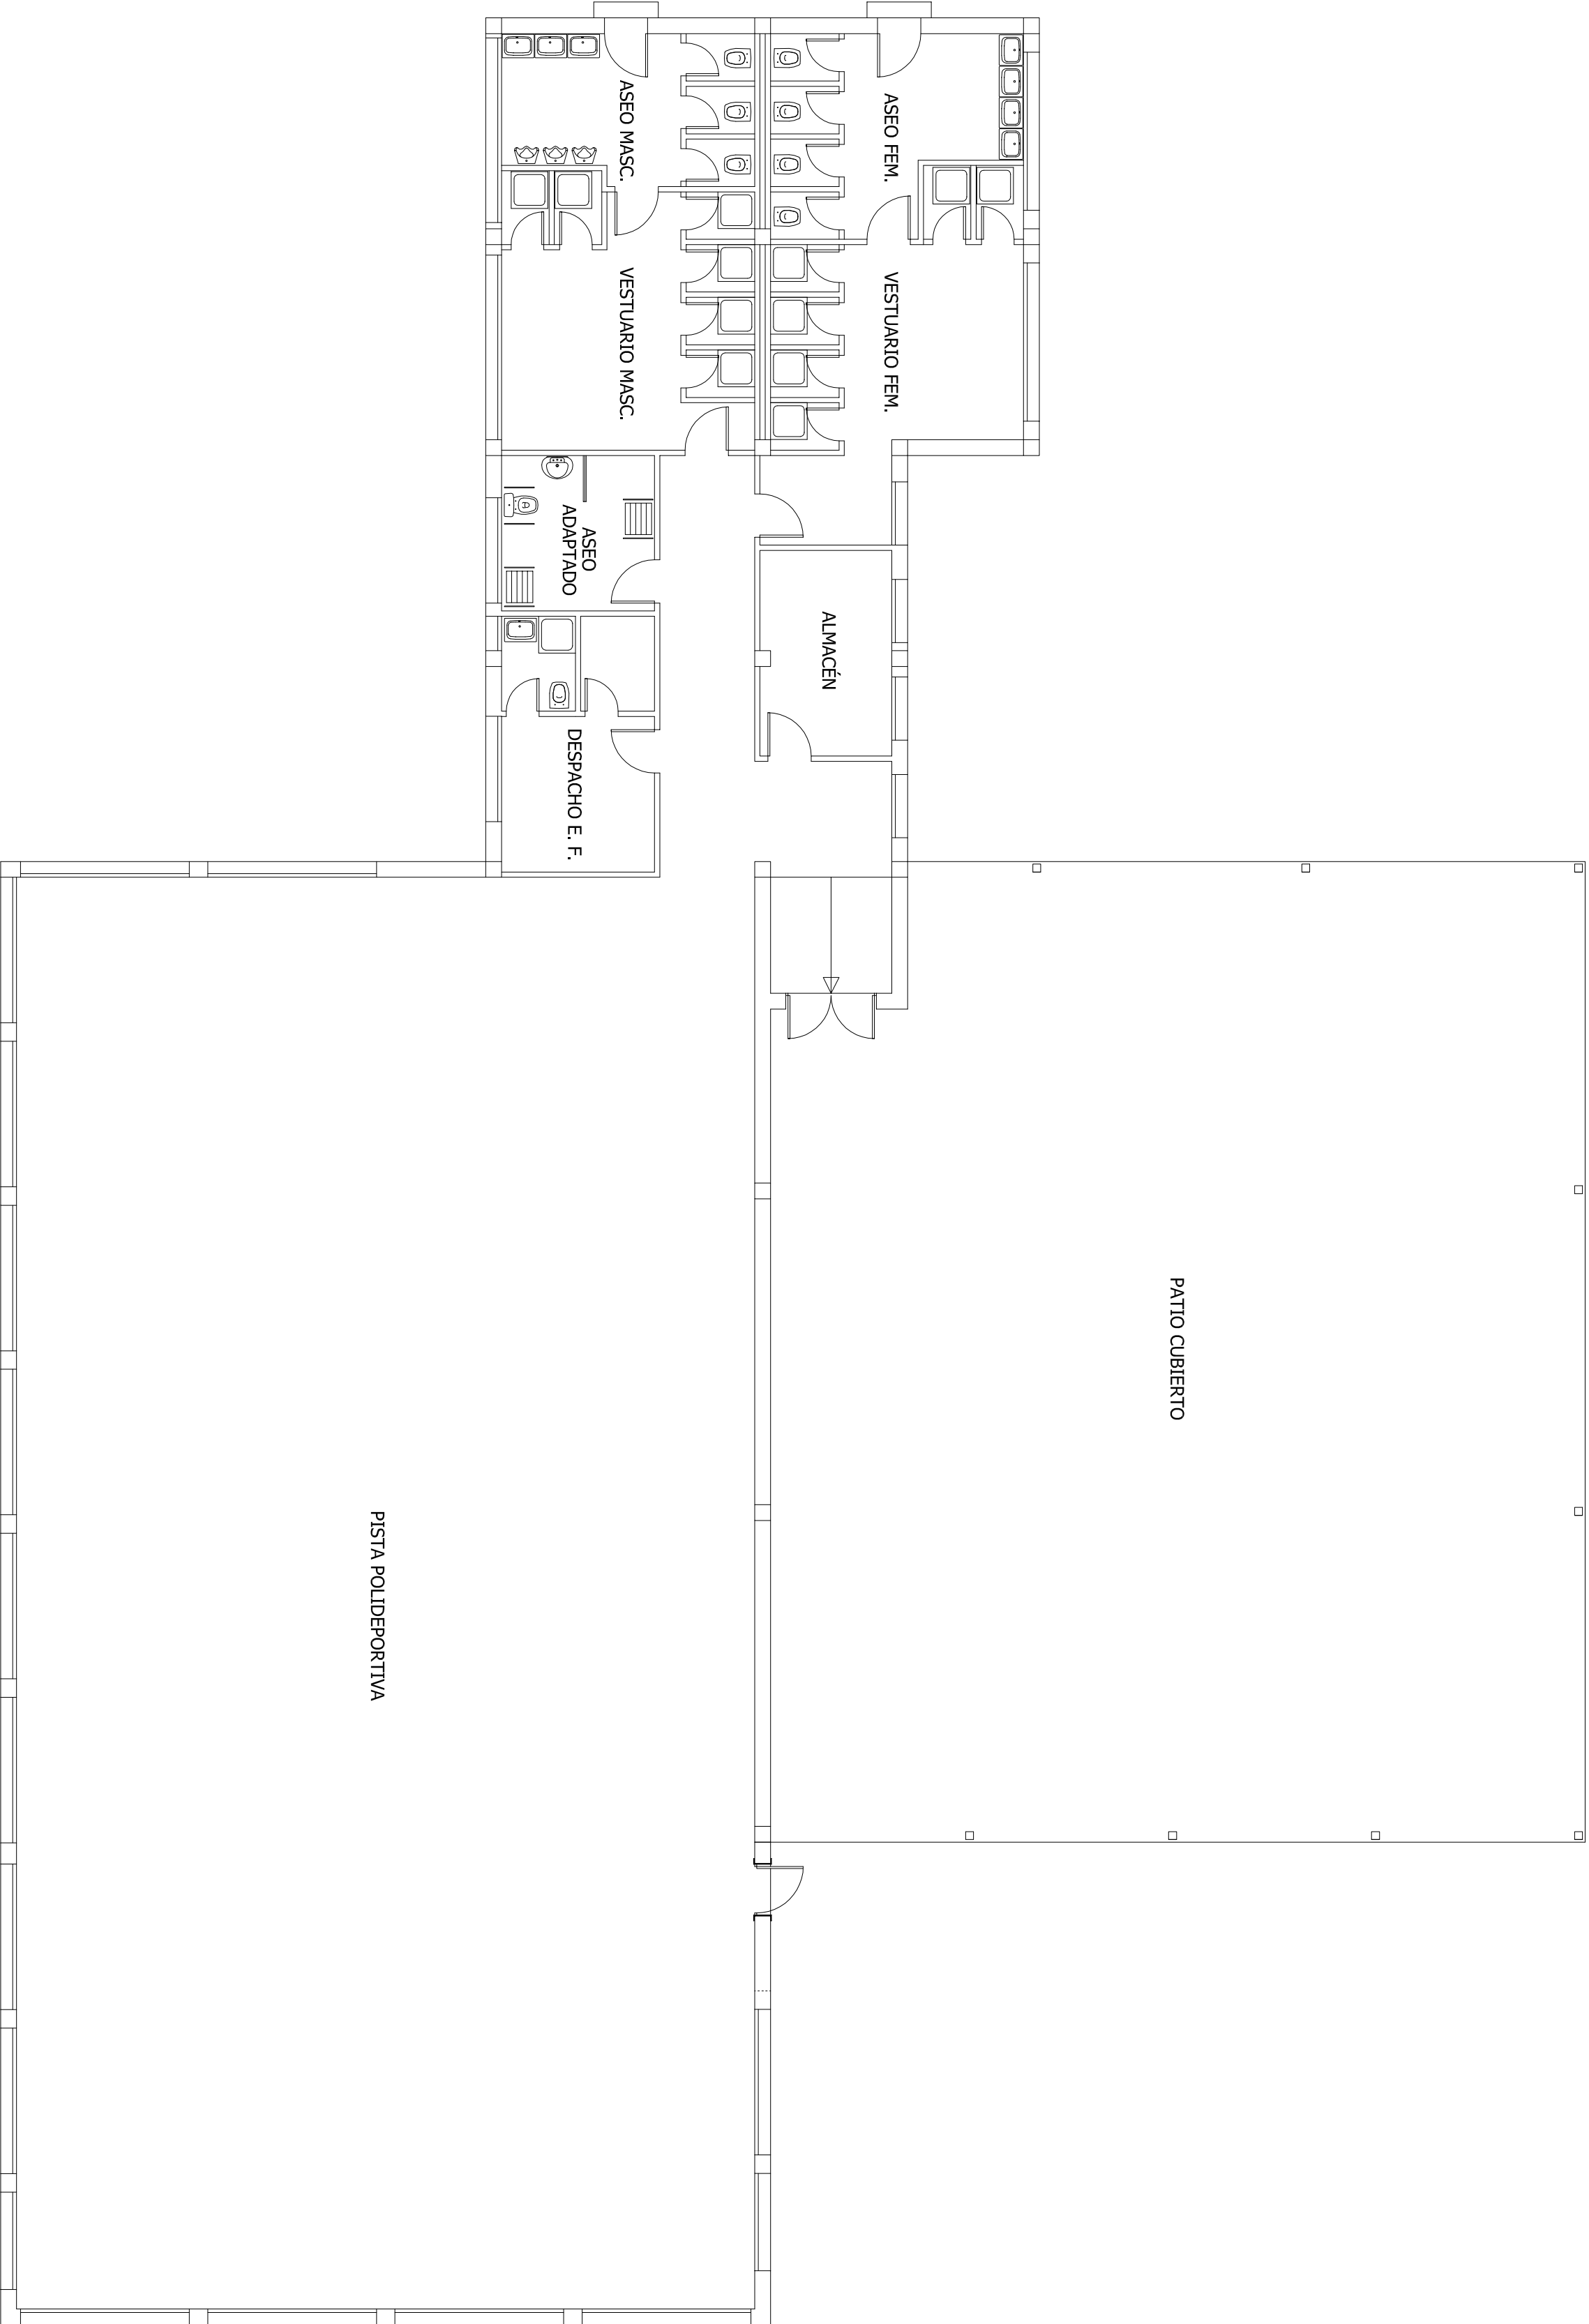 ASEO MASC.
ASEO FEM.
VESTUARIO MASC.
VESTUARIO FEM.
ASEO
ADAPTADO
ALMACÉN
DESPACHO E. F.
PATIO CUBIERTO
PISTA POLIDEPORTIVA